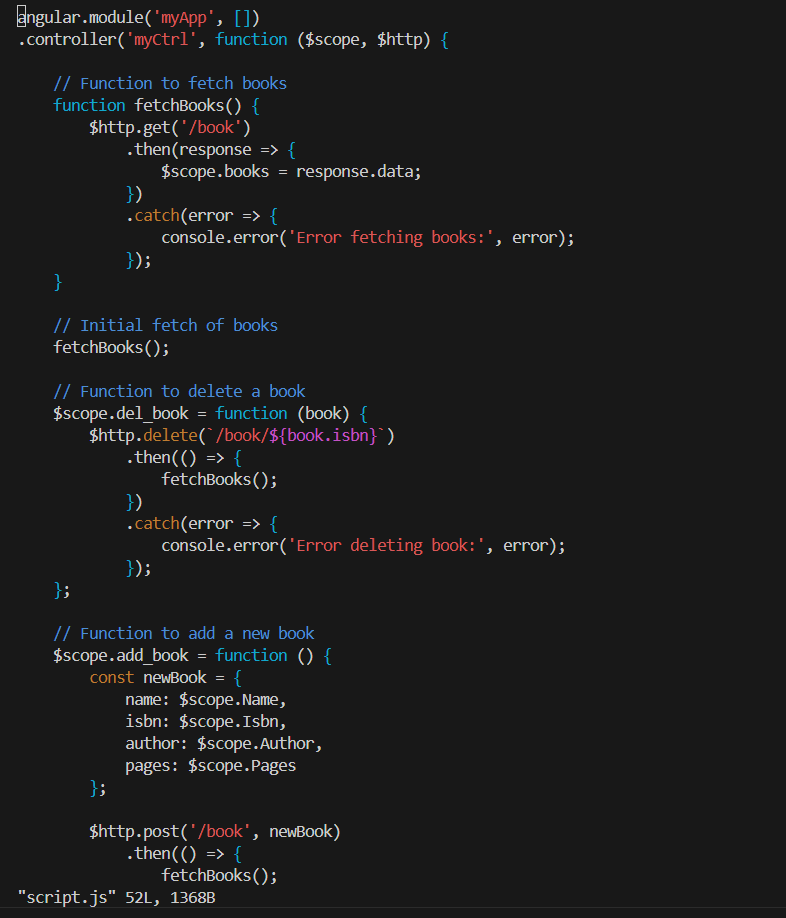 angular.module('myApp', [])
.controller('myCtrl', function ($scope, $http) {

    // Function to fetch books
    function fetchBooks() {
        $http.get('/book')
            .then(response => {
                $scope.books = response.data;
            })
            .catch(error => {
                console.error('Error fetching books:', error);
            });
    }

    // Initial fetch of books
    fetchBooks();

    // Function to delete a book
    $scope.del_book = function (book) {
        $http.delete(`/book/${book.isbn}`)
            .then(() => {
                fetchBooks();
            })
            .catch(error => {
                console.error('Error deleting book:', error);
            });
    };

    // Function to add a new book
    $scope.add_book = function () {
        const newBook = {
            name: $scope.Name,
            isbn: $scope.Isbn,
            author: $scope.Author,
            pages: $scope.Pages
        };

        $http.post('/book', newBook)
            .then(() => {
                fetchBooks();
"script.js" 52L, 1368B